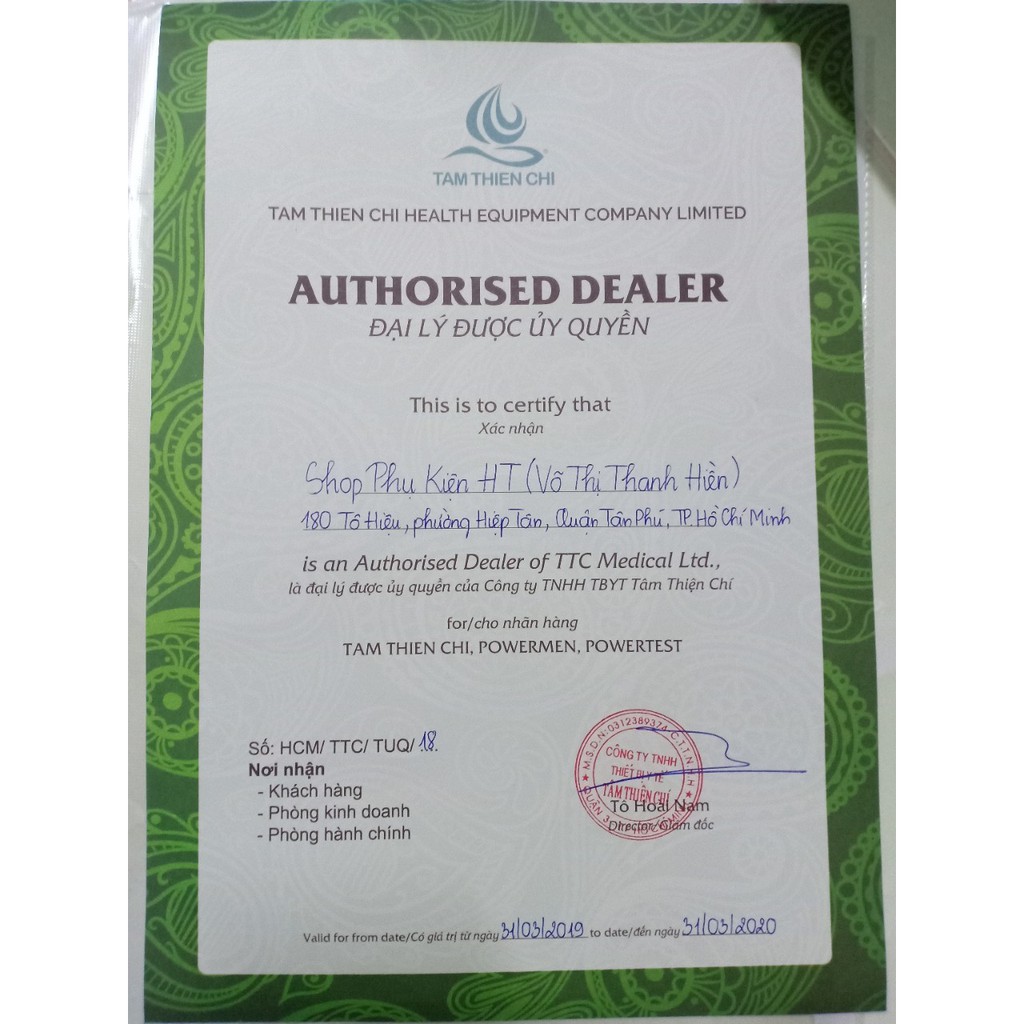 TAM THIEN CHI
TAM THIEN CHI HEALTH EQUIPMENT COMPANY LIMITED
AUTHORISED DEALER
ĐẠI LÝ ĐƯỢC ỦY QUYỀN
This is to certify that
Xác nhận
Shop Phụ Kiện HT (Võ Thị Thanh Hiền)
180 Tô Hiệu, phường Hiệp Tân, Quận Tân Phú, TP. Hồ Chí Minh
is an Authorised Dealer of TTC Medical Ltd.,
là đại lý được ủy quyền của Công ty TNHH TBYT Tâm Thiện Chí
for/cho nhãn hàng
TAM THIEN CHI, POWERMEN, POWERTEST
Số: HCM/ TTC/ TUQ/ 18.
Nơi nhận
- Khách hàng
- Phòng kinh doanh
- Phòng hành chính
M.S.D.N:0312389374-C.T.T.N.H.H
CÔNG TY TNHH
THIẾT BỊ Y TẾ
TÂM THIỆN CHÍ
QUẬN 3
Tô Hoài Nam
Director/Giám đốc
Valid for from date/Có giá trị từ ngày 31/03/2019 to date/đến ngày 31/03/2020